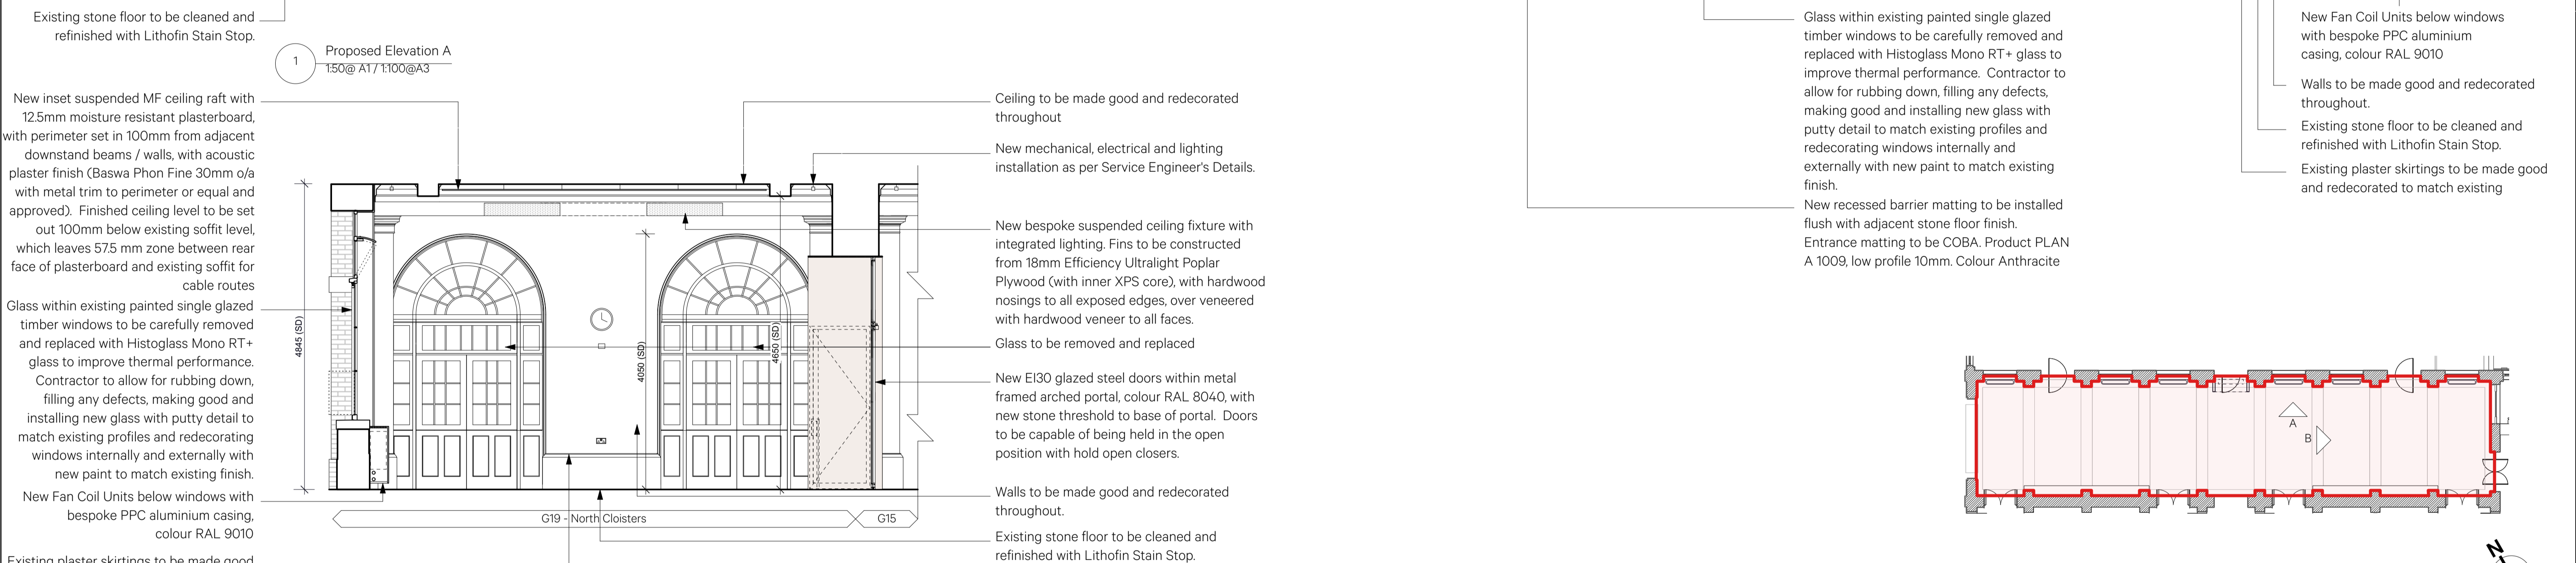 Existing stone floor to be cleaned and
refinished with Lithofin Stain Stop.
1
Proposed Elevation A
1:50@ A1 / 1:100@A3
New inset suspended MF ceiling raft with
12.5mm moisture resistant plasterboard,
with perimeter set in 100mm from adjacent
downstand beams / walls, with acoustic
plaster finish (Baswa Phon Fine 30mm o/a
with metal trim to perimeter or equal and
approved). Finished ceiling level to be set
out 100mm below existing soffit level,
which leaves 57.5 mm zone between rear
face of plasterboard and existing soffit for
cable routes
Glass within existing painted single glazed
timber windows to be carefully removed
and replaced with Histoglass Mono RT+
glass to improve thermal performance.
Contractor to allow for rubbing down,
filling any defects, making good and
installing new glass with putty detail to
match existing profiles and redecorating
windows internally and externally with
new paint to match existing finish.
New Fan Coil Units below windows with
bespoke PPC aluminium casing,
colour RAL 9010
Existing plaster skirtings to be made good
4845 (SD)
4050 (SD)
4650 (SD)
G19 - North Cloisters
G15
Ceiling to be made good and redecorated
throughout
New mechanical, electrical and lighting
installation as per Service Engineer's Details.
New bespoke suspended ceiling fixture with
integrated lighting. Fins to be constructed
from 18mm Efficiency Ultralight Poplar
Plywood (with inner XPS core), with hardwood
nosings to all exposed edges, over veneered
with hardwood veneer to all faces.
Glass to be removed and replaced
New EI30 glazed steel doors within metal
framed arched portal, colour RAL 8040, with
new stone threshold to base of portal. Doors
to be capable of being held in the open
position with hold open closers.
Walls to be made good and redecorated
throughout.
Existing stone floor to be cleaned and
refinished with Lithofin Stain Stop.
Glass within existing painted single glazed
timber windows to be carefully removed and
replaced with Histoglass Mono RT+ glass to
improve thermal performance. Contractor to
allow for rubbing down, filling any defects,
making good and installing new glass with
putty detail to match existing profiles and
redecorating windows internally and
externally with new paint to match existing
finish.
New recessed barrier matting to be installed
flush with adjacent stone floor finish.
Entrance matting to be COBA. Product PLAN
A 1009, low profile 10mm. Colour Anthracite
New Fan Coil Units below windows
with bespoke PPC aluminium
casing, colour RAL 9010
Walls to be made good and redecorated
throughout.
Existing stone floor to be cleaned and
refinished with Lithofin Stain Stop.
Existing plaster skirtings to be made good
and redecorated to match existing
A
B
N